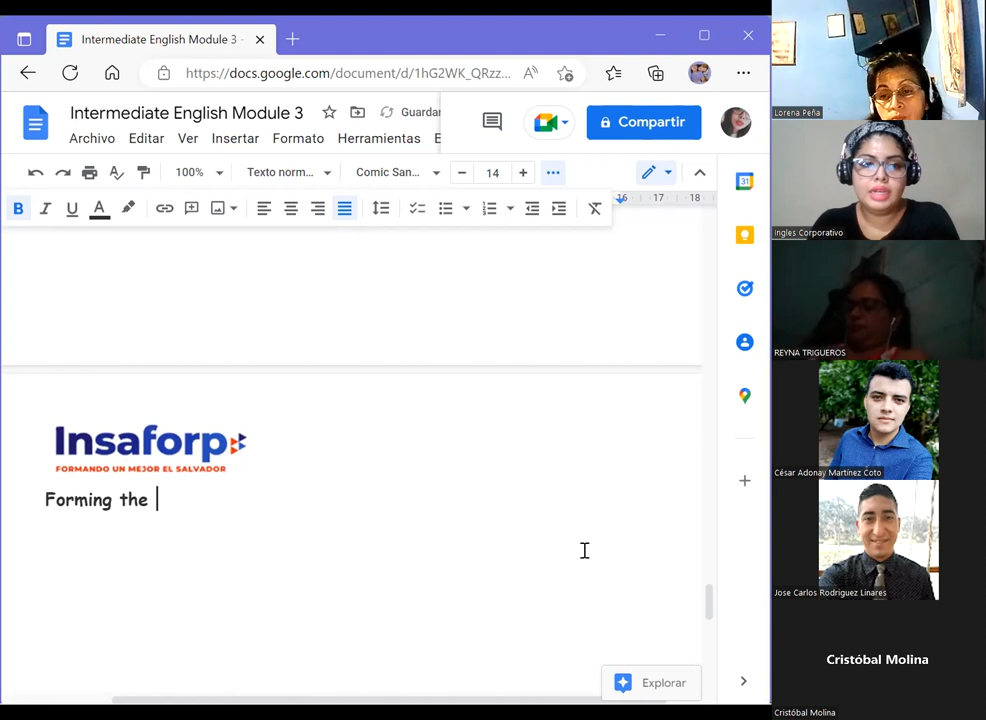 Intermediate English Module 3 -
https://docs.google.com/document/d/1hG2WK_QRzz...
Intermediate English Module 3
Guardar
Compartir
Archivo Editar Ver Insertar Formato Herramientas E
100% Texto norm... Comic San... 14
B I U A
16 17 18
31
Insaforp
FORMANDO UN MEJOR EL SALVADOR
Forming the
Explorar
Lorena Peña
Ingles Corporativo
REYNA TRIGUEROS
César Adonay Martínez Coto
Jose Carlos Rodriguez Linares
Cristóbal Molina
Cristóbal Molina